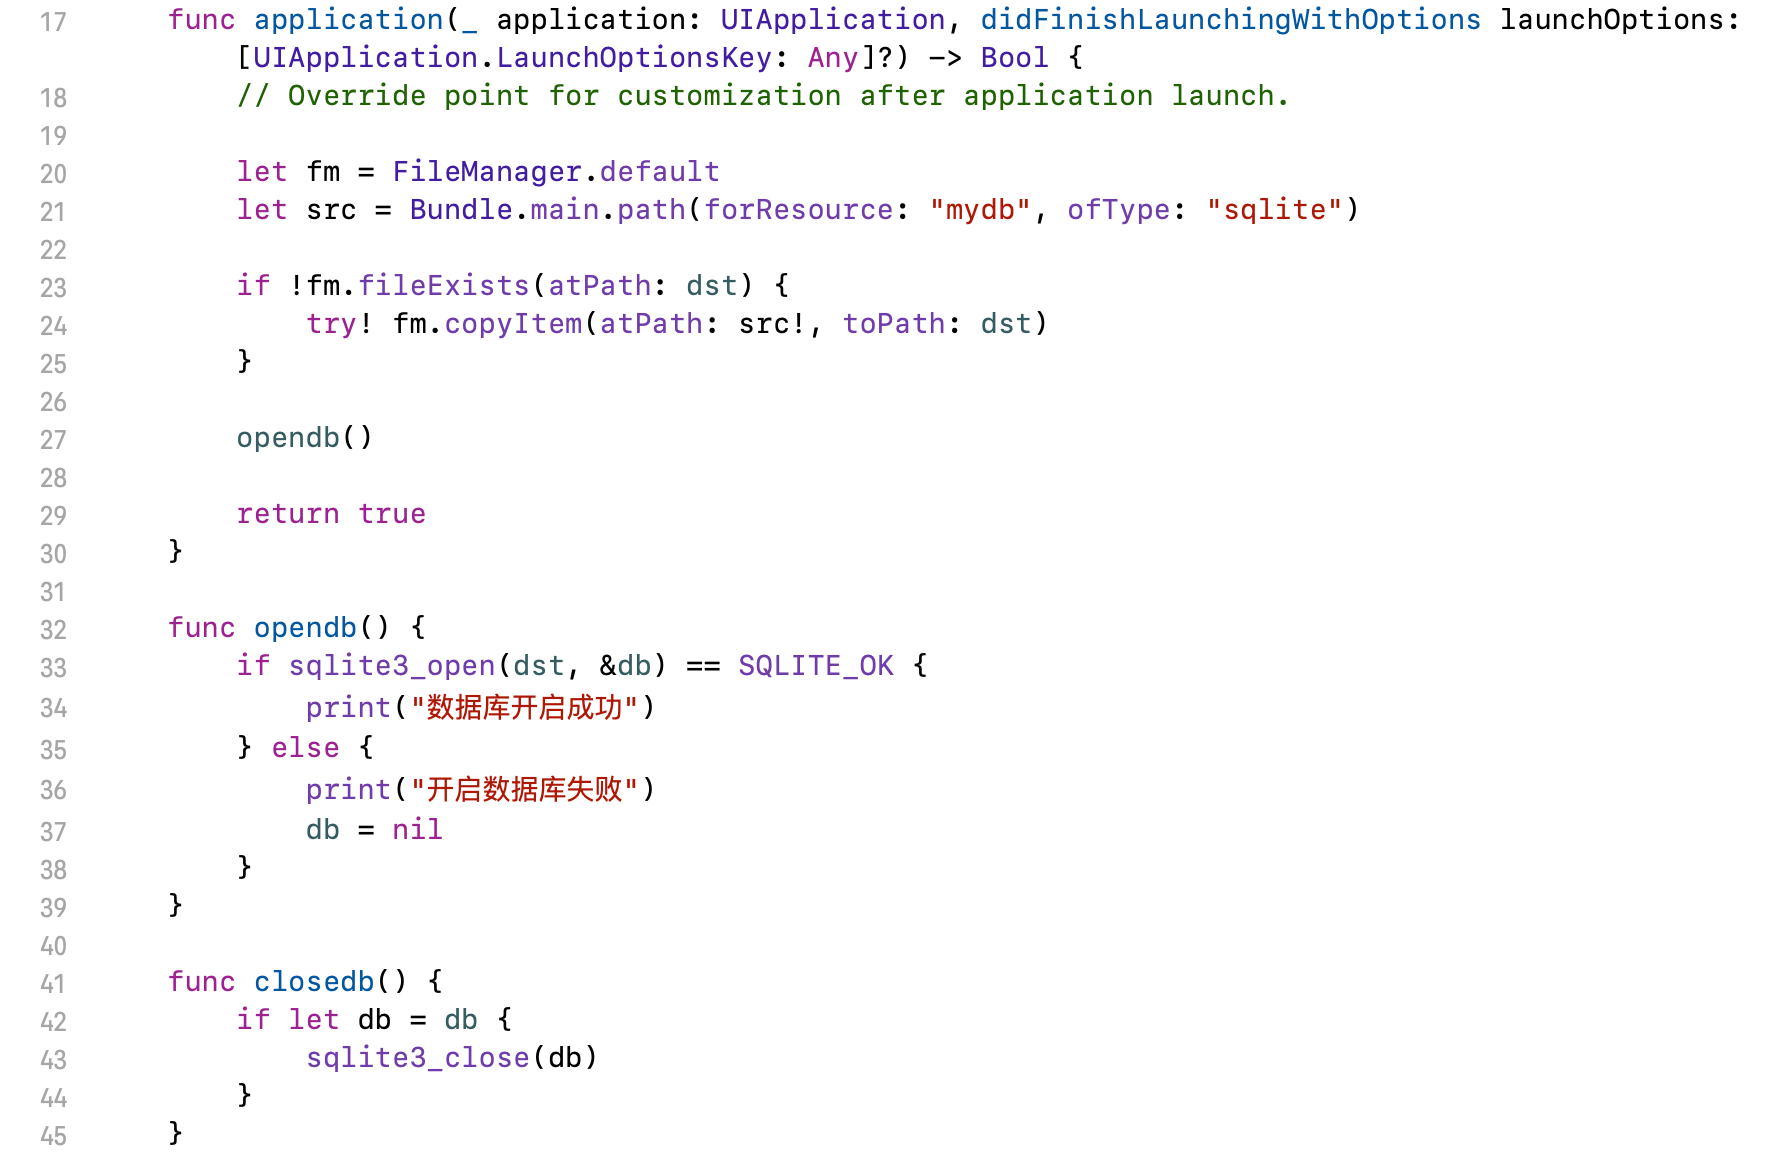 17 func application(_ application: UIApplication, didFinishLaunchingWithOptions launchOptions:
[UIApplication.LaunchOptionsKey: Any]?) -> Bool {
18 // Override point for customization after application launch.
19
20 let fm = FileManager.default
21 let src = Bundle.main.path(forResource: "mydb", ofType: "sqlite")
22
23 if !fm.fileExists(atPath: dst) {
24 try! fm.copyItem(atPath: src!, toPath: dst)
25 }
26
27 opendb()
28
29 return true
30 }
31
32 func opendb() {
33 if sqlite3_open(dst, &db) == SQLITE_OK {
34 print("数据库开启成功")
35 } else {
36 print("开启数据库失败")
37 db = nil
38 }
39 }
40
41 func closedb() {
42 if let db = db {
43 sqlite3_close(db)
44 }
45 }